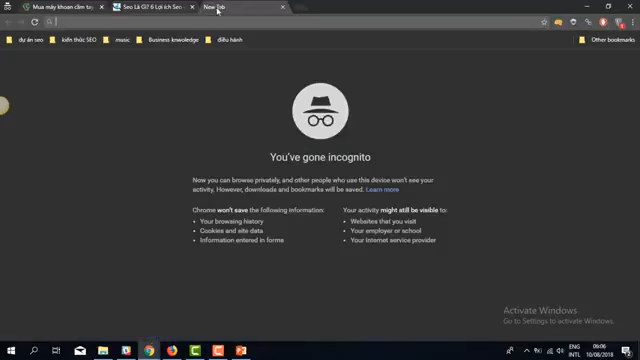 Mua máy khoan cầm tay
Seo Là Gì? 6 Lợi ích Seo
New Tab
dự án seo
kiến thức SEO
music
Business knwoledge
điều hành
Other bookmarks
You've gone incognito
Now you can browse privately, and other people who use this device won't see your
activity. However, downloads and bookmarks will be saved. Learn more
Chrome won't save the following information:
• Your browsing history
• Cookies and site data
• Information entered in forms
Your activity might still be visible to:
• Websites that you visit
• Your employer or school
• Your Internet service provider
Activate Windows
Go to Settings to activate Windows.
ENG
INTL
06:06
10/08/2018